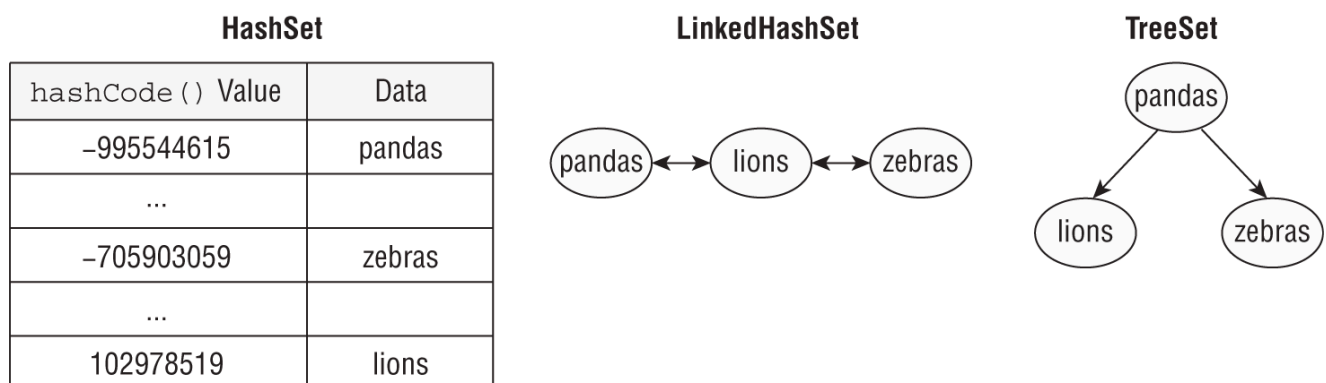 HashSet
hashCode() Value Data
–995544615 pandas
...
–705903059 zebras
...
102978519 lions
LinkedHashSet
pandas lions zebras
TreeSet
pandas
lions zebras